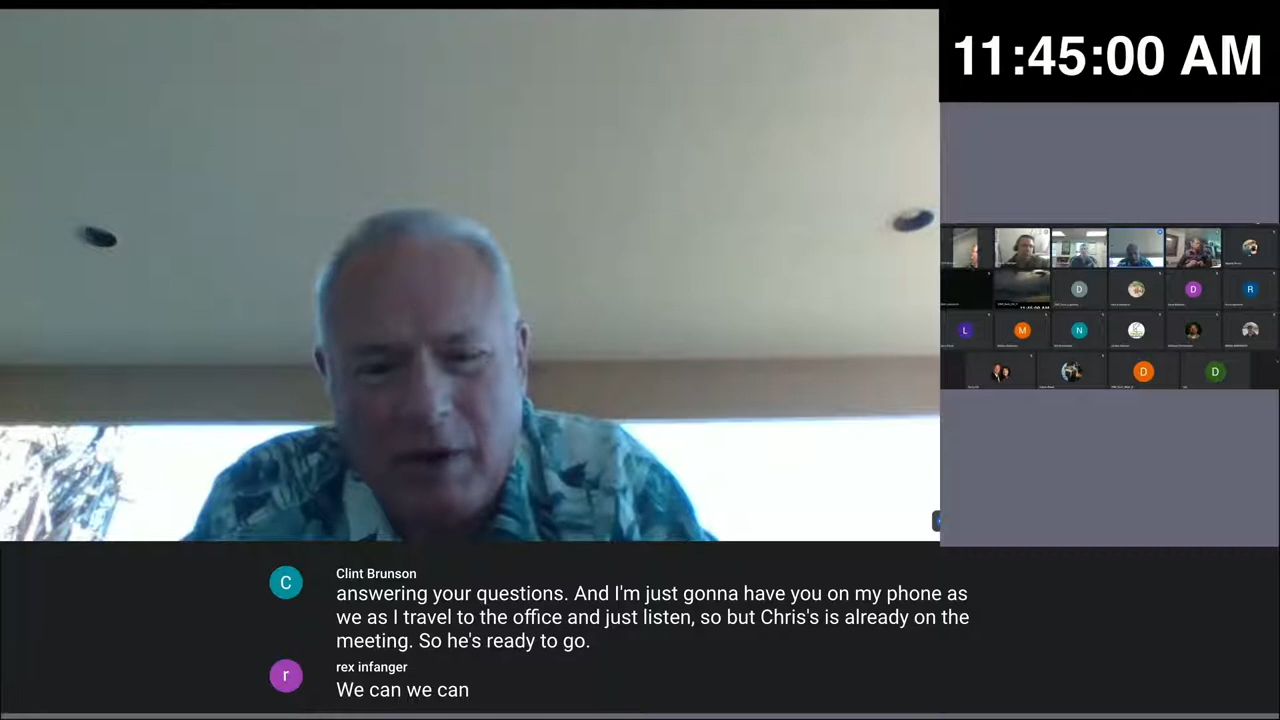 11:45:00 AM
D
D
R
L
M
N
D
D
C
Clint Brunson
answering your questions. And I'm just gonna have you on my phone as
we as I travel to the office and just listen, so but Chris's is already on the
meeting. So he's ready to go.
r
rex infanger
We can we can